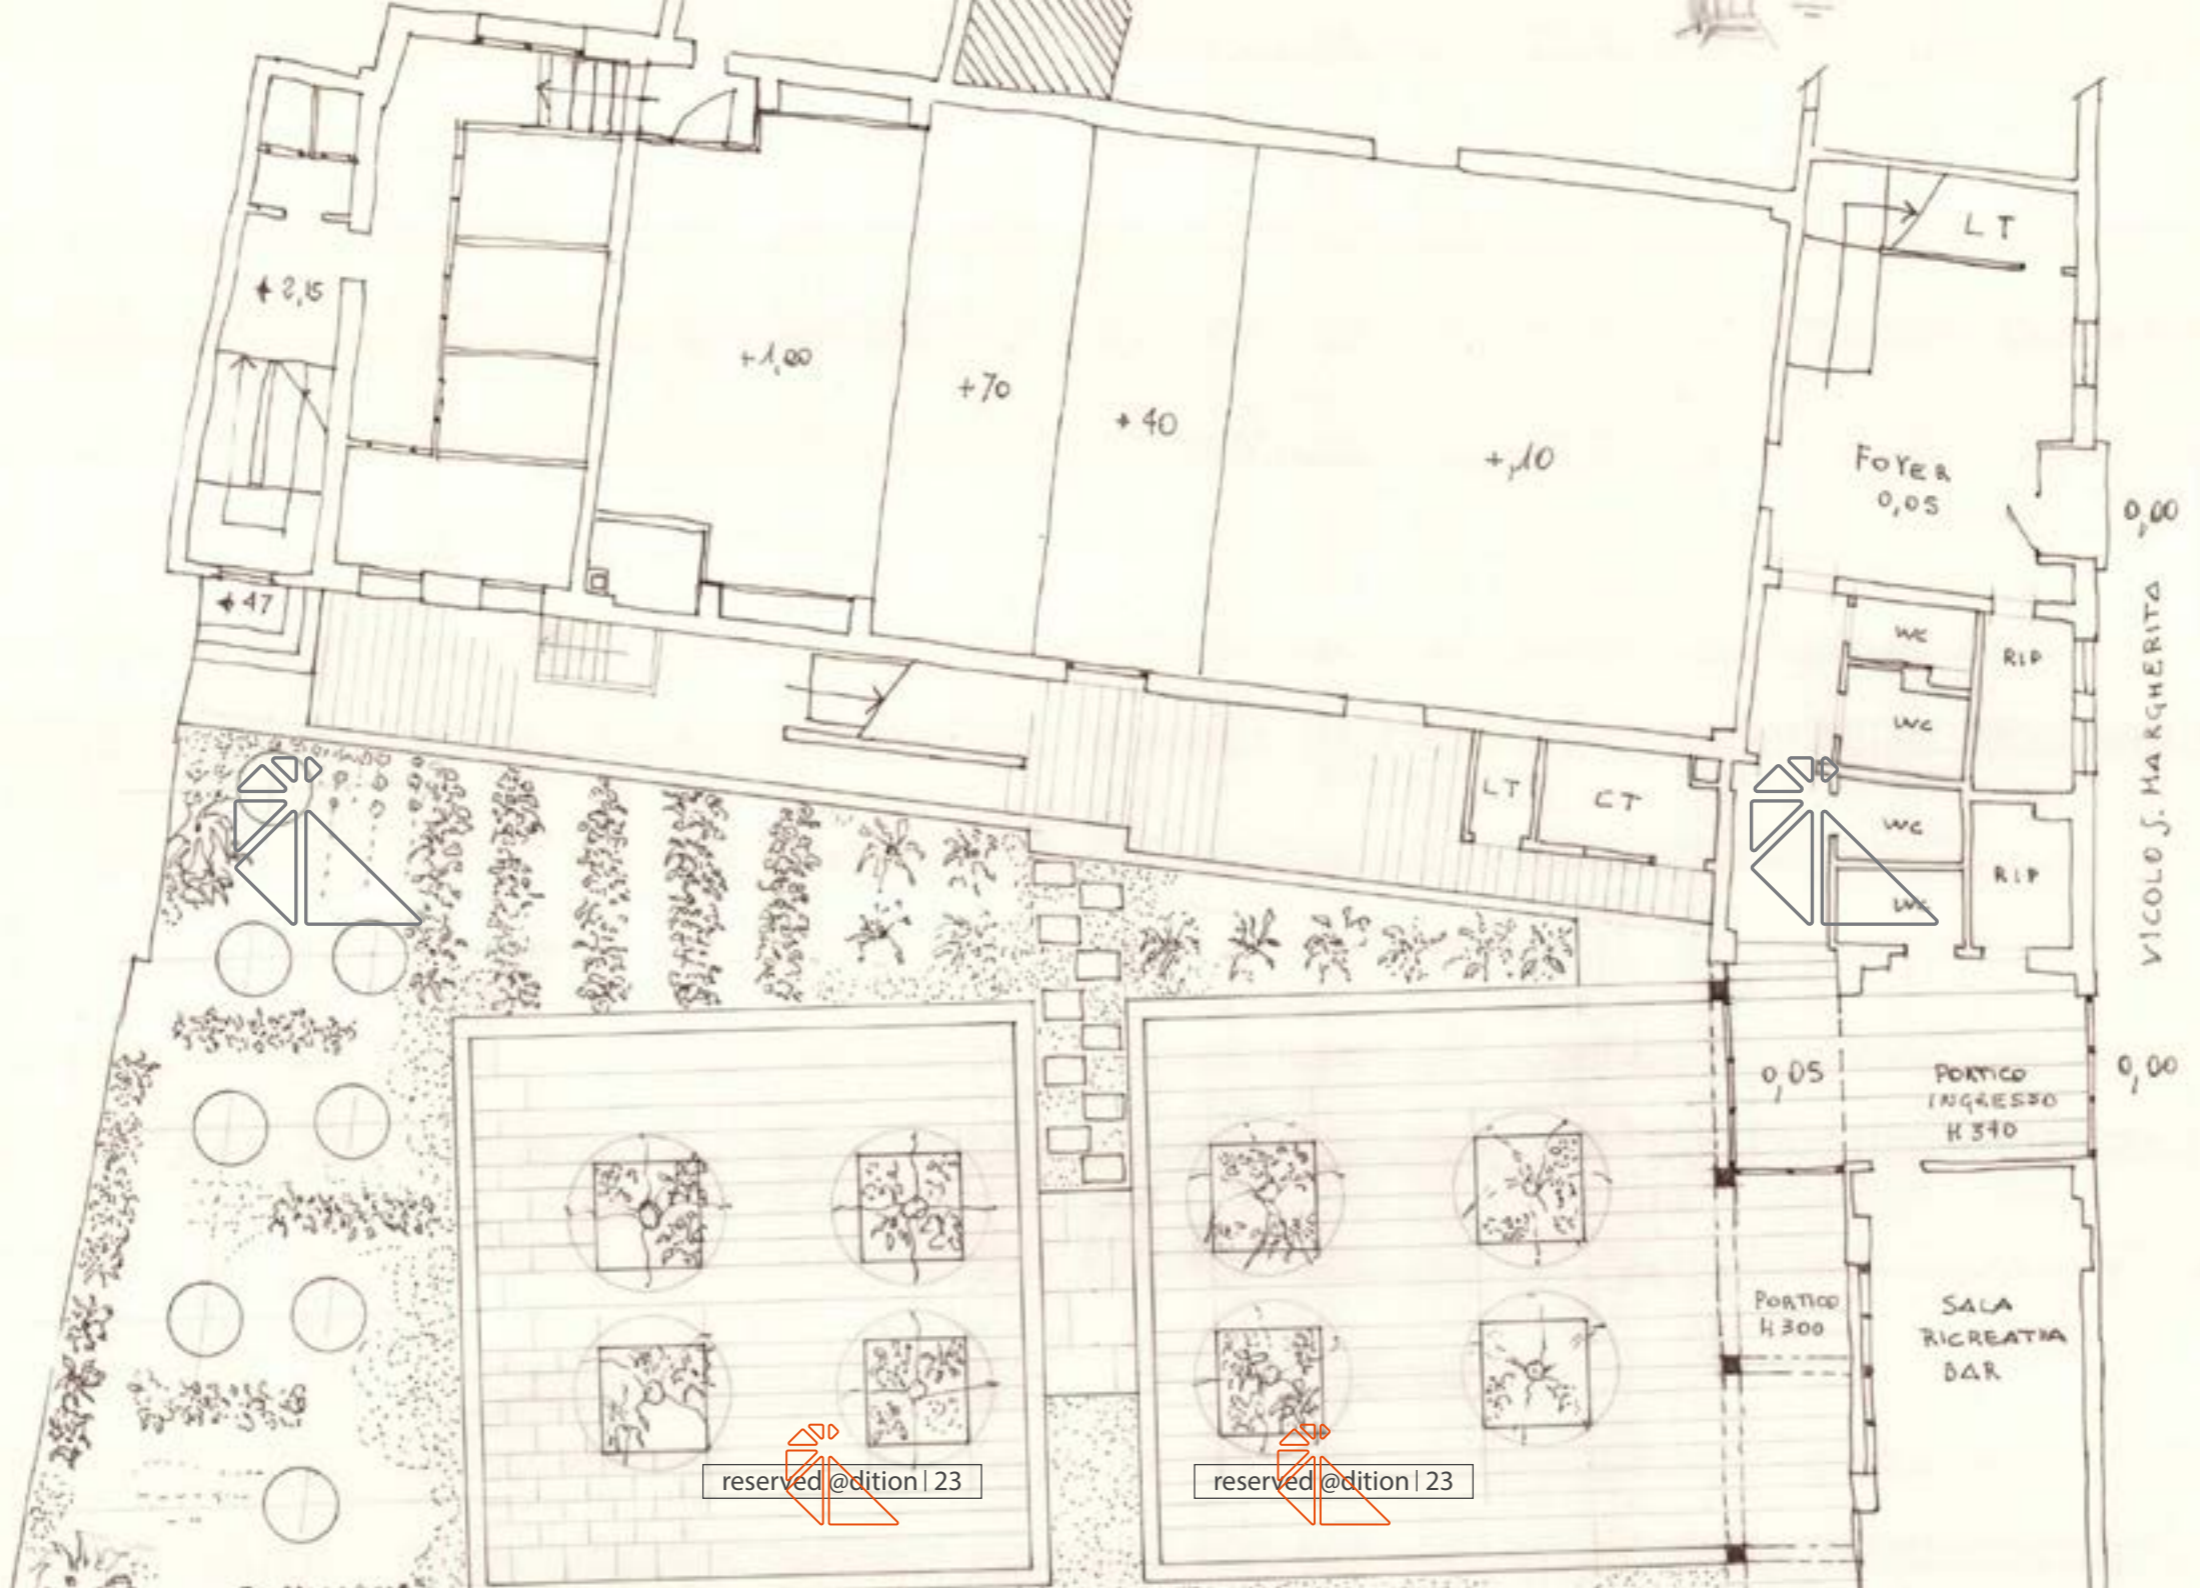 LT
+2,15
+1,00
+70
+40
+,10
FOYER
0,05
0,00
+47
WC
RIP
WC
VICOLO S. MARGHERITA
LT
CT
WC
RIP
WC
0,05
PORTICO
INGRESSO
H 340
0,00
PORTICO
H 300
SALA
RICREATIVA
BAR
reserved @dition | 23
reserved @dition | 23